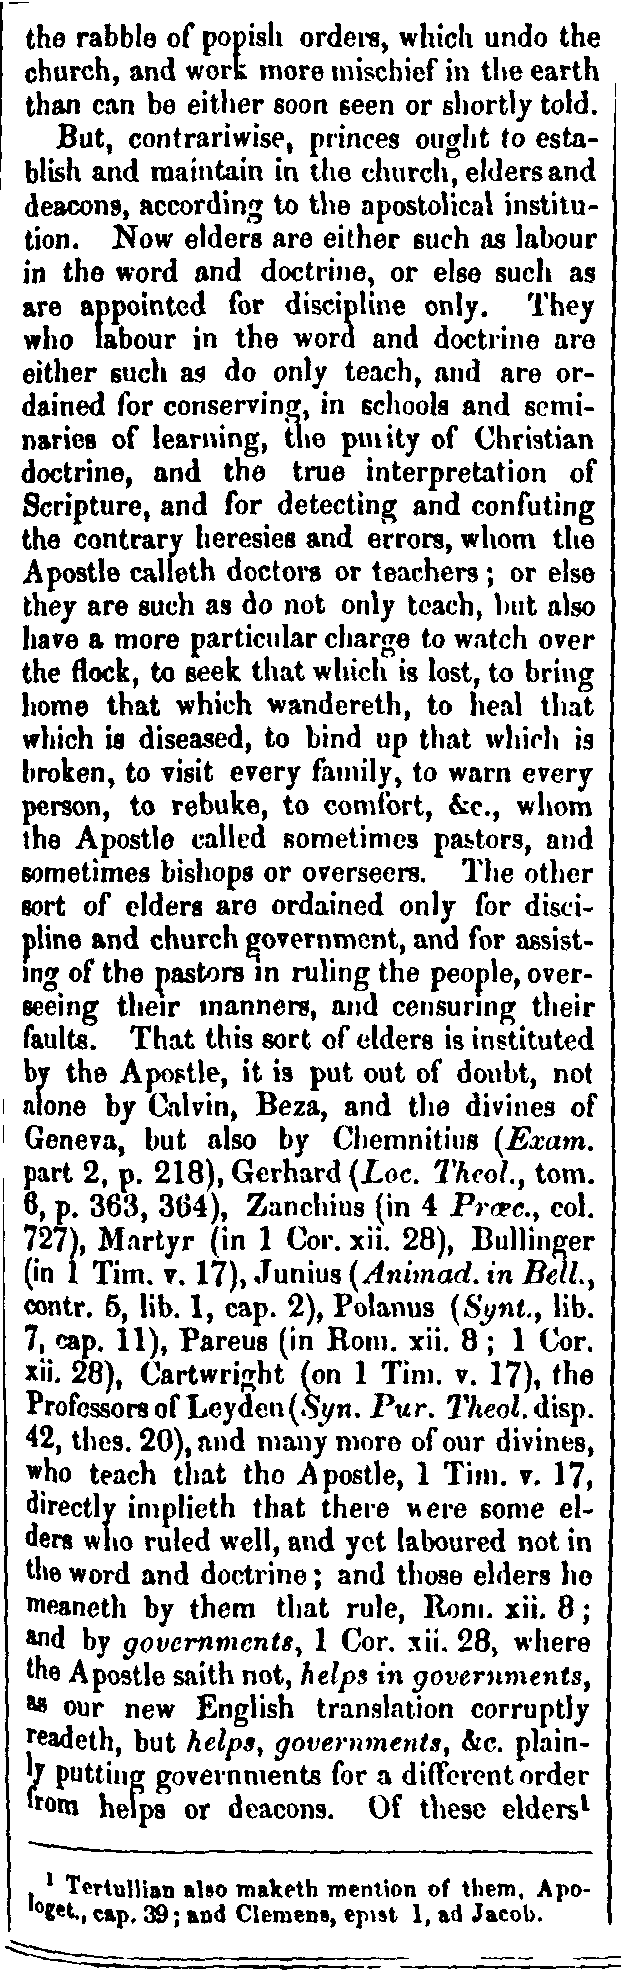 the rabble of popish orders, which undo the
church, and work more mischief in the earth
than can be either soon seen or shortly told.
But, contrariwise, princes ought to esta-
blish and maintain in the church, elders and
deacons, according to the apostolical institu-
tion. Now elders are either such as labour
in the word and doctrine, or else such as
are appointed for discipline only. They
who labour in the word and doctrine are
either such as do only teach, and are or-
dained for conserving, in schools and semi-
naries of learning, the purity of Christian
doctrine, and the true interpretation of
Scripture, and for detecting and confuting
the contrary heresies and errors, whom the
Apostle calleth doctors or teachers; or else
they are such as do not only teach, but also
have a more particular charge to watch over
the flock, to seek that which is lost, to bring
home that which wandereth, to heal that
which is diseased, to bind up that which is
broken, to visit every family, to warn every
person, to rebuke, to comfort, &c., whom
the Apostle called sometimes pastors, and
sometimes bishops or overseers. The other
sort of elders are ordained only for disci-
pline and church government, and for assist-
ing of the pastors in ruling the people, over-
seeing their manners, and censuring their
faults. That this sort of elders is instituted
by the Apostle, it is put out of doubt, not
alone by Calvin, Beza, and the divines of
Geneva, but also by Chemnitius (Exam.
part 2, p. 218), Gerhard (Loc. Theol., tom.
6, p. 363, 364), Zanchius (in 4 Præc., col.
727), Martyr (in 1 Cor. xii. 28), Bullinger
(in 1 Tim. v. 17), Junius (Animad. in Bell.,
contr. 5, lib. 1, cap. 2), Polanus (Synt., lib.
7, cap. 11), Pareus (in Rom. xii. 8; 1 Cor.
xii. 28), Cartwright (on 1 Tim. v. 17), the
Professors of Leyden (Syn. Pur. Theol. disp.
42, thes. 20), and many more of our divines,
who teach that the Apostle, 1 Tim. v. 17,
directly implieth that there were some el-
ders who ruled well, and yet laboured not in
the word and doctrine; and those elders he
meaneth by them that rule, Rom. xii. 8;
and by governments, 1 Cor. xii. 28, where
the Apostle saith not, helps in governments,
as our new English translation corruptly
readeth, but helps, governments, &c. plain-
ly putting governments for a different order
from helps or deacons. Of these elders¹
¹ Tertullian also maketh mention of them, Apo-
loget., cap. 39; and Clemens, epist 1, ad Jacob.